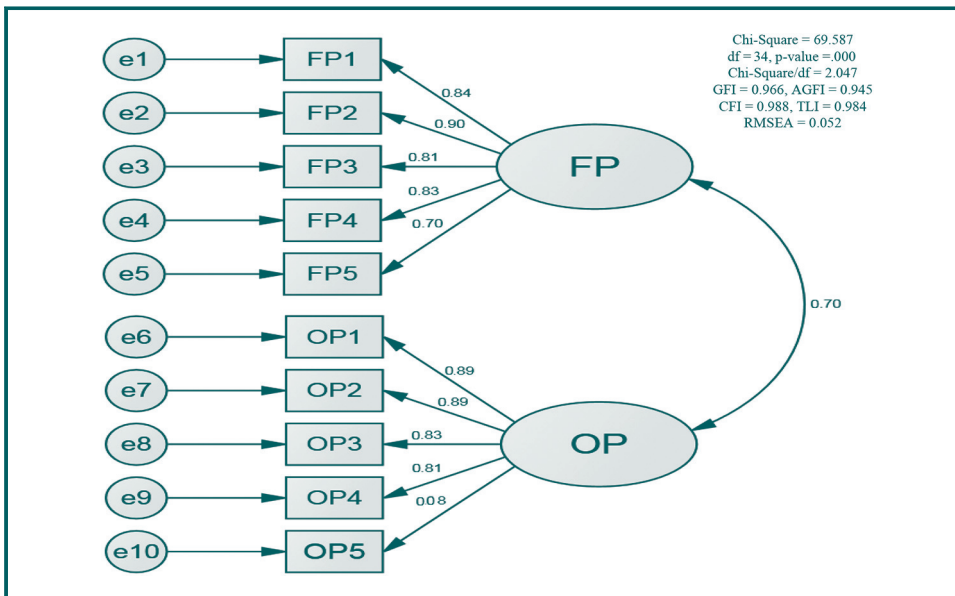 Chi-Square = 69.587
df = 34, p-value =.000
Chi-Square/df = 2.047
GFI = 0.966, AGFI = 0.945
CFI = 0.988, TLI = 0.984
RMSEA = 0.052
e1 FP1
0.84
e2 FP2
0.90
e3 FP3
0.81
FP
e4 FP4
0.83
0.70
e5 FP5
0.70
e6 OP1
0.89
e7 OP2
0.89
e8 OP3
0.83
OP
e9 OP4
0.81
0.08
e10 OP5